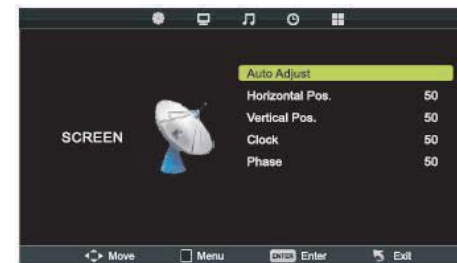 Auto Adjust
Horizontal Pos. 50
Vertical Pos. 50
SCREEN
Clock 50
Phase 50
Move Menu ENTER Enter Exit